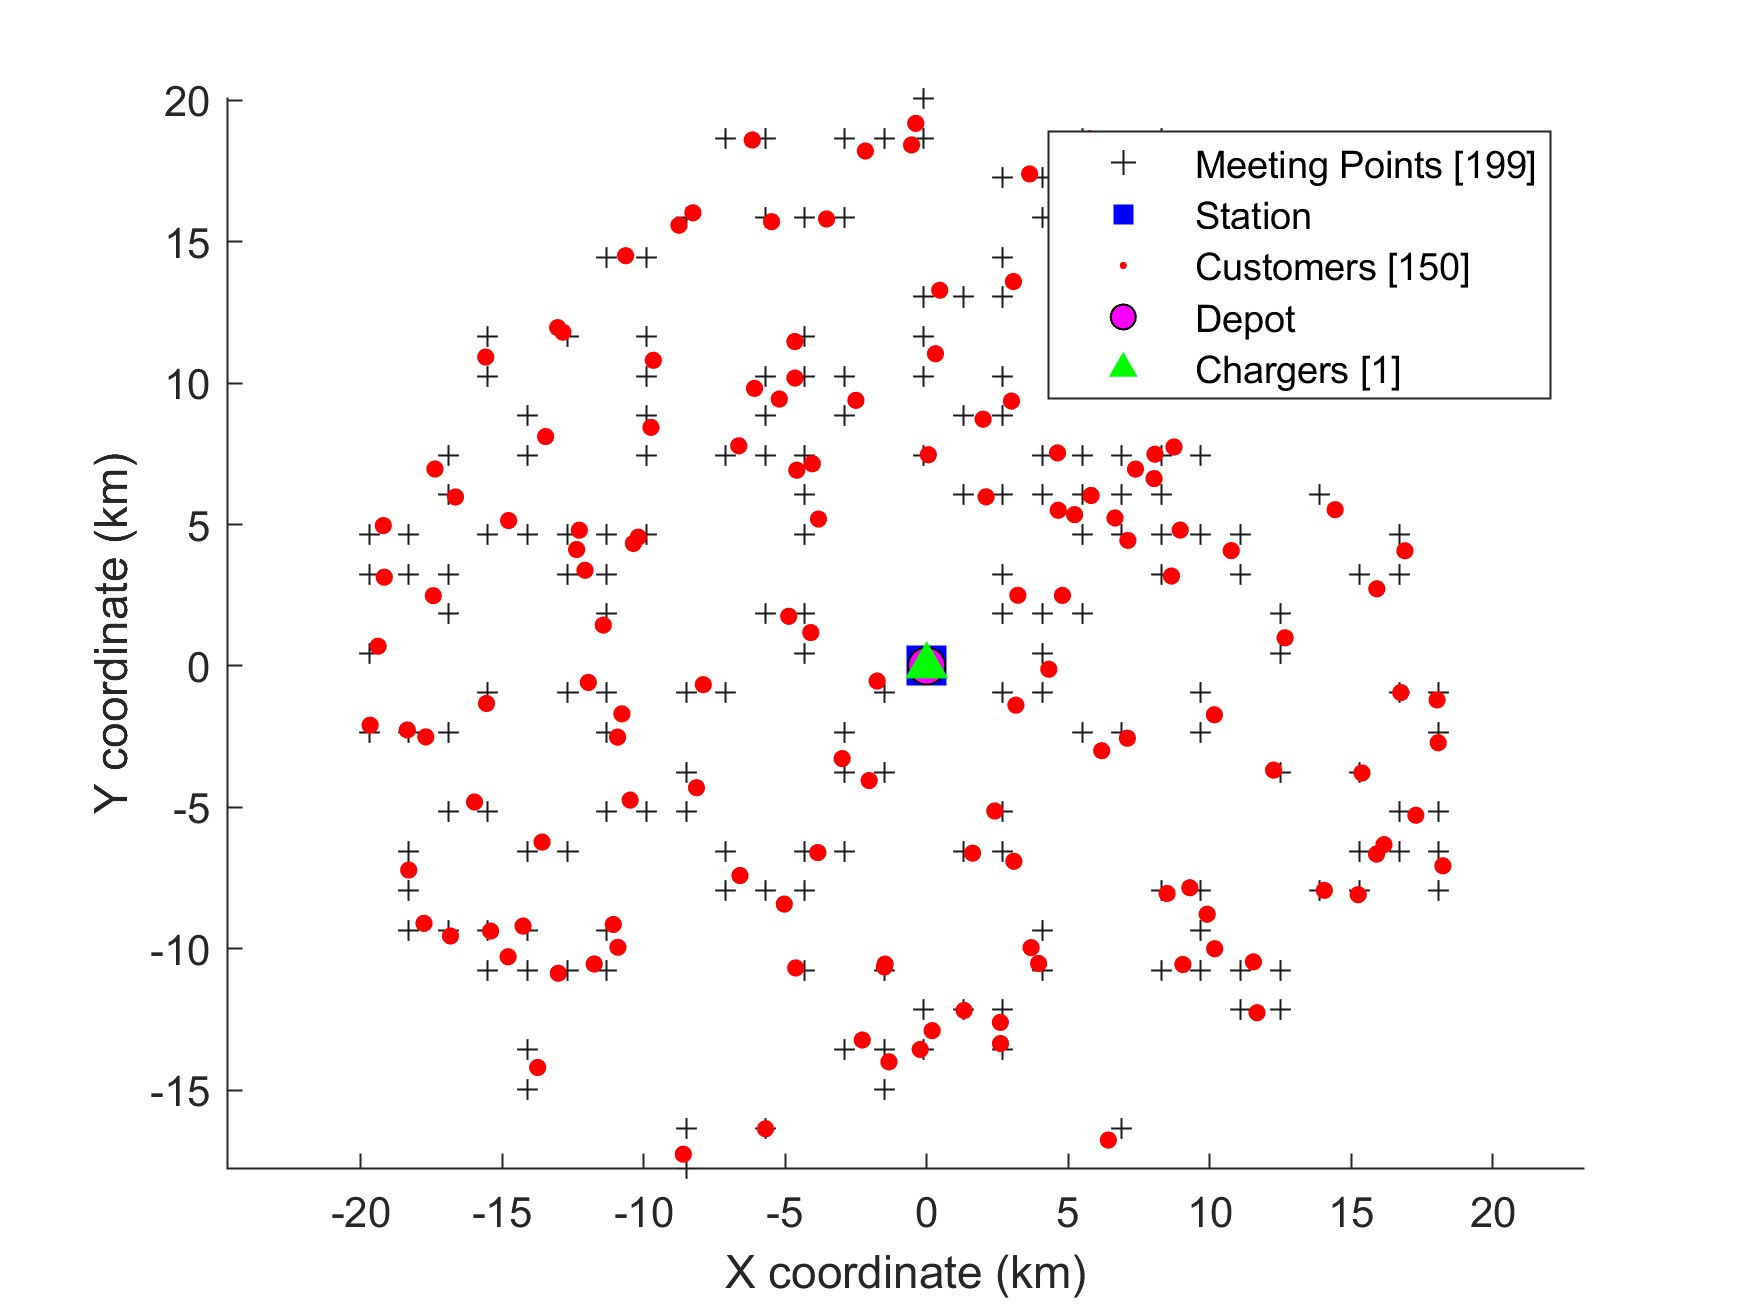 20
15
10
5
0
-5
-10
-15
Y coordinate (km)
Meeting Points [199]
Station
Customers [150]
Depot
Chargers [1]
-20 -15 -10 -5 0 5 10 15 20
X coordinate (km)